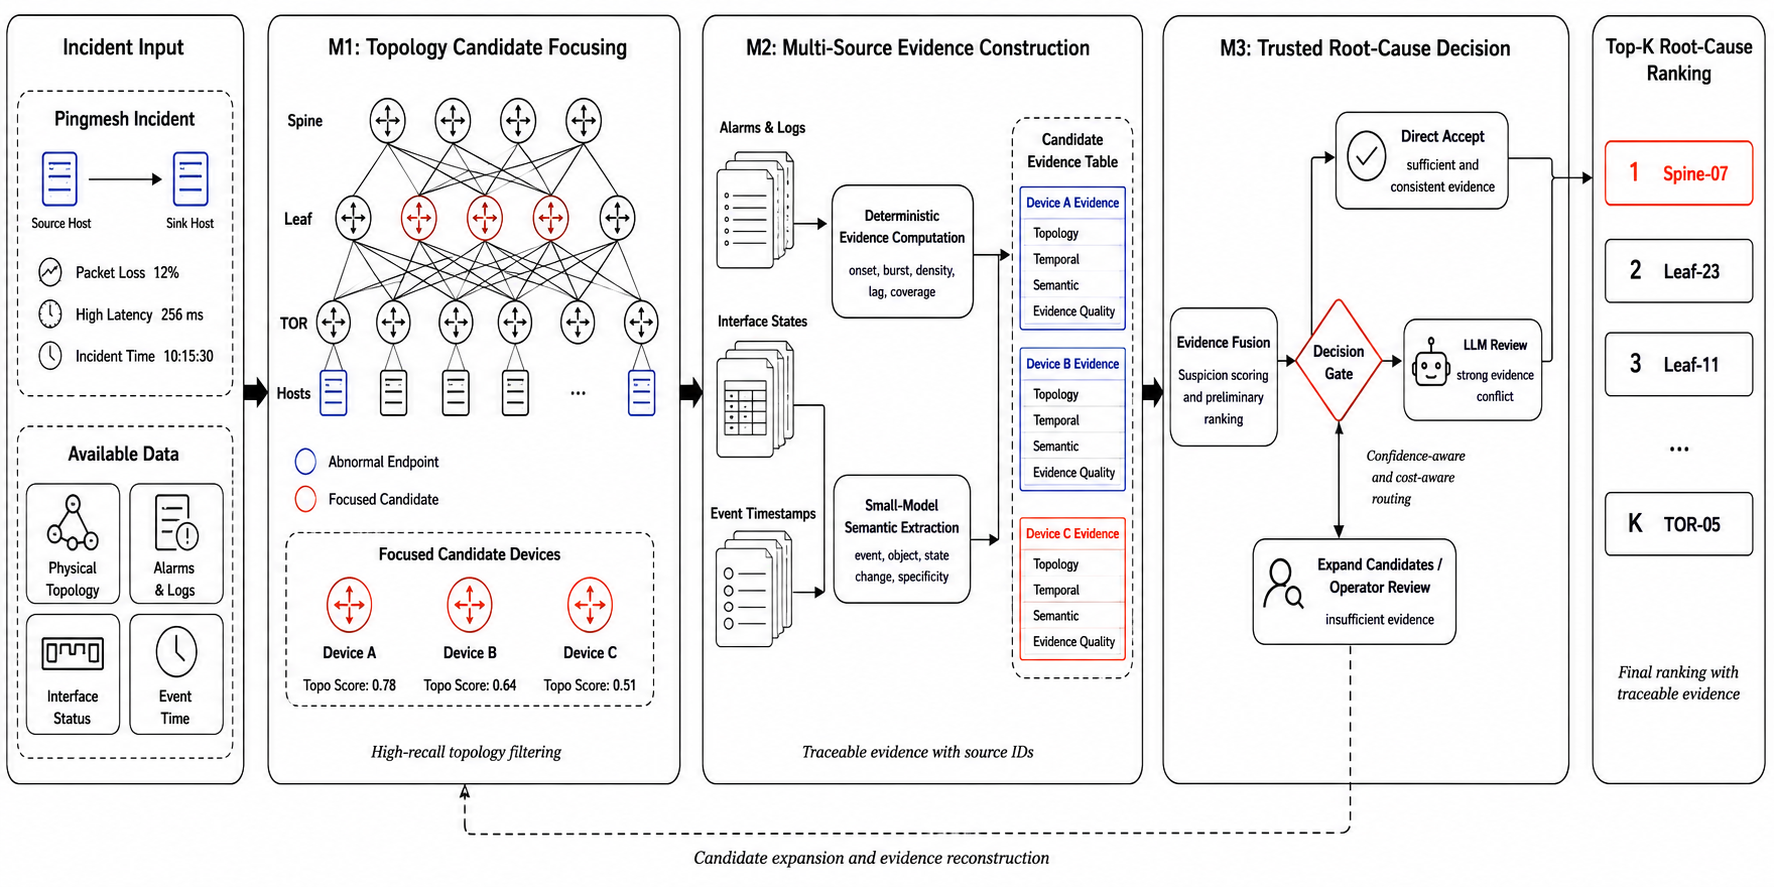 Incident Input
Pingmesh Incident
Source Host
Sink Host
Packet Loss 12%
High Latency 256 ms
Incident Time 10:15:30
Available Data
Physical
Topology
Alarms
& Logs
Interface
Status
Event
Time
M1: Topology Candidate Focusing
Spine
Leaf
TOR
Hosts
...
Abnormal Endpoint
Focused Candidate
Focused Candidate Devices
Device A
Device B
Device C
Topo Score: 0.78
Topo Score: 0.64
Topo Score: 0.51
High-recall topology filtering
M2: Multi-Source Evidence Construction
Alarms & Logs
Interface States
Event Timestamps
Deterministic
Evidence Computation
onset, burst, density,
lag, coverage
Small-Model
Semantic Extraction
event, object, state
change, specificity
Candidate
Evidence Table
Device A Evidence
Topology
Temporal
Semantic
Evidence Quality
Device B Evidence
Topology
Temporal
Semantic
Evidence Quality
Device C Evidence
Topology
Temporal
Semantic
Evidence Quality
Traceable evidence with source IDs
M3: Trusted Root-Cause Decision
Direct Accept
sufficient and
consistent evidence
Evidence Fusion
Suspicion scoring
and preliminary
ranking
Decision
Gate
LLM Review
strong evidence
conflict
Confidence-aware
and cost-aware
routing
Expand Candidates /
Operator Review
insufficient evidence
Top-K Root-Cause
Ranking
1 Spine-07
2 Leaf-23
3 Leaf-11
...
K TOR-05
Final ranking with
traceable evidence
Candidate expansion and evidence reconstruction